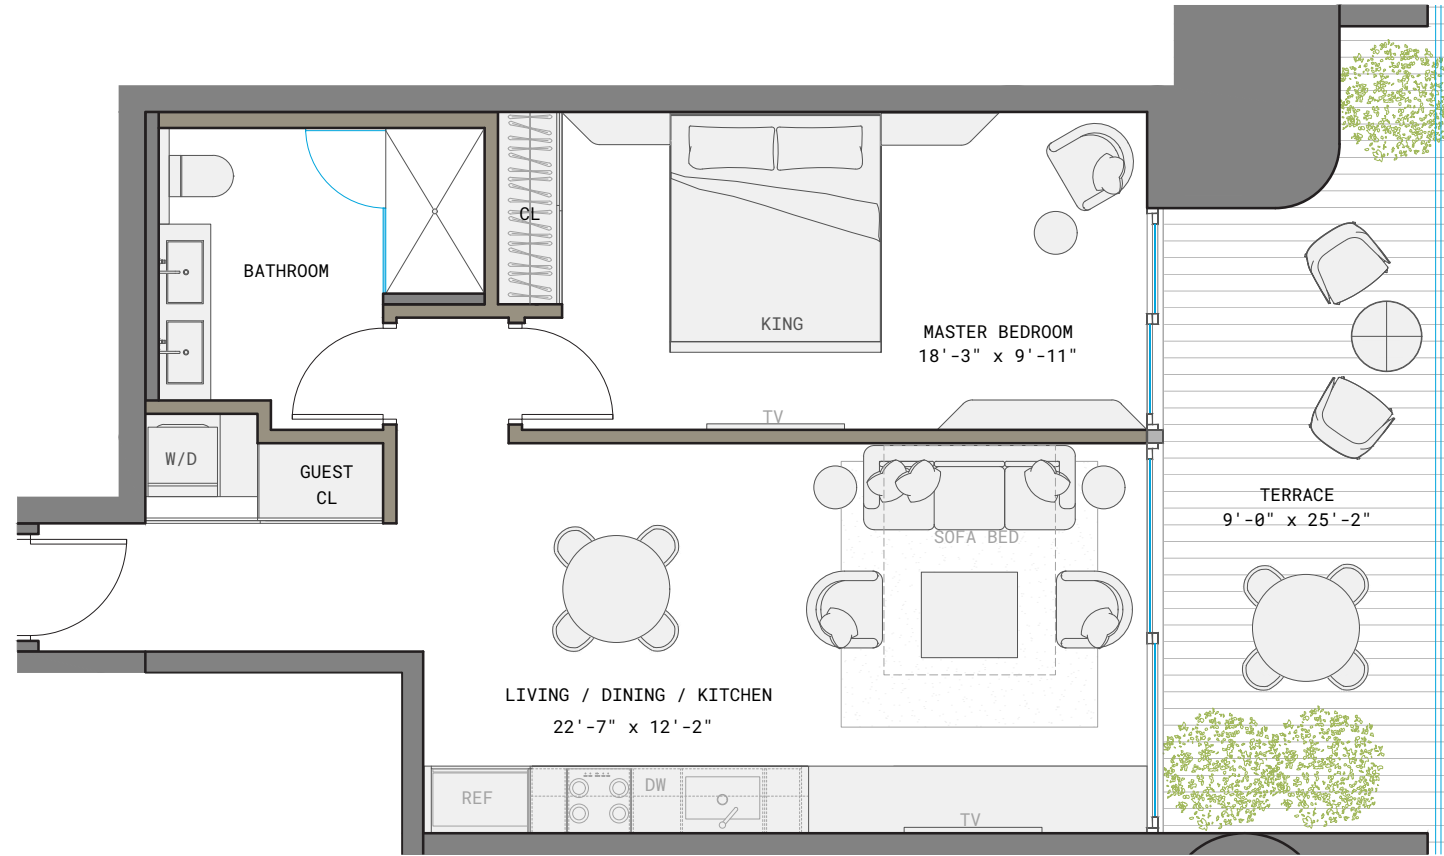 CL
BATHROOM
KING
MASTER BEDROOM
18'-3" x 9'-11"
TV
W/D
GUEST
CL
TERRACE
9'-0" x 25'-2"
SOFA BED
LIVING / DINING / KITCHEN
22'-7" x 12'-2"
REF
DW
TV